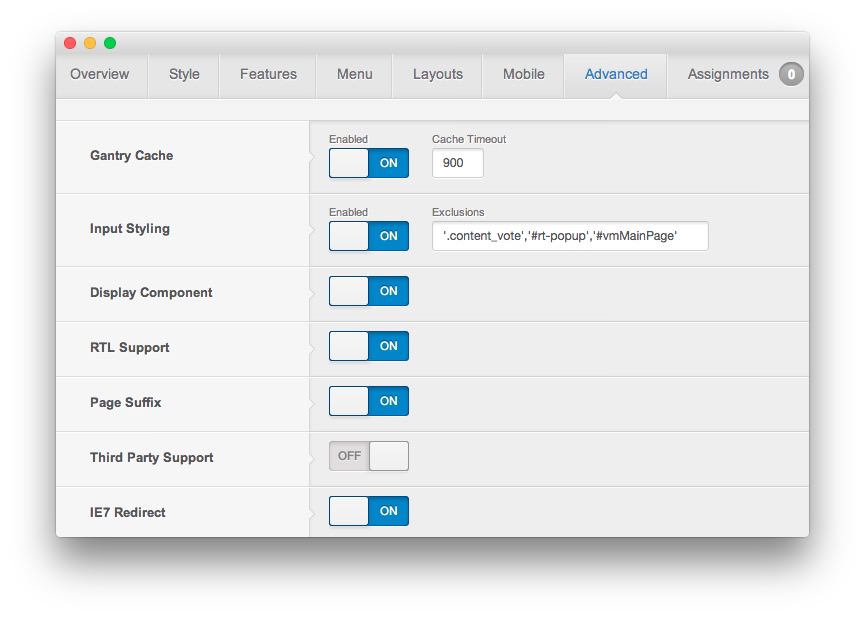 Overview Style Features Menu Layouts Mobile Advanced Assignments 0
Enabled Cache Timeout
Gantry Cache ON 900
Enabled Exclusions
Input Styling ON '.content_vote','#rt-popup','#vmMainPage'
Display Component ON
RTL Support ON
Page Suffix ON
Third Party Support OFF
IE7 Redirect ON